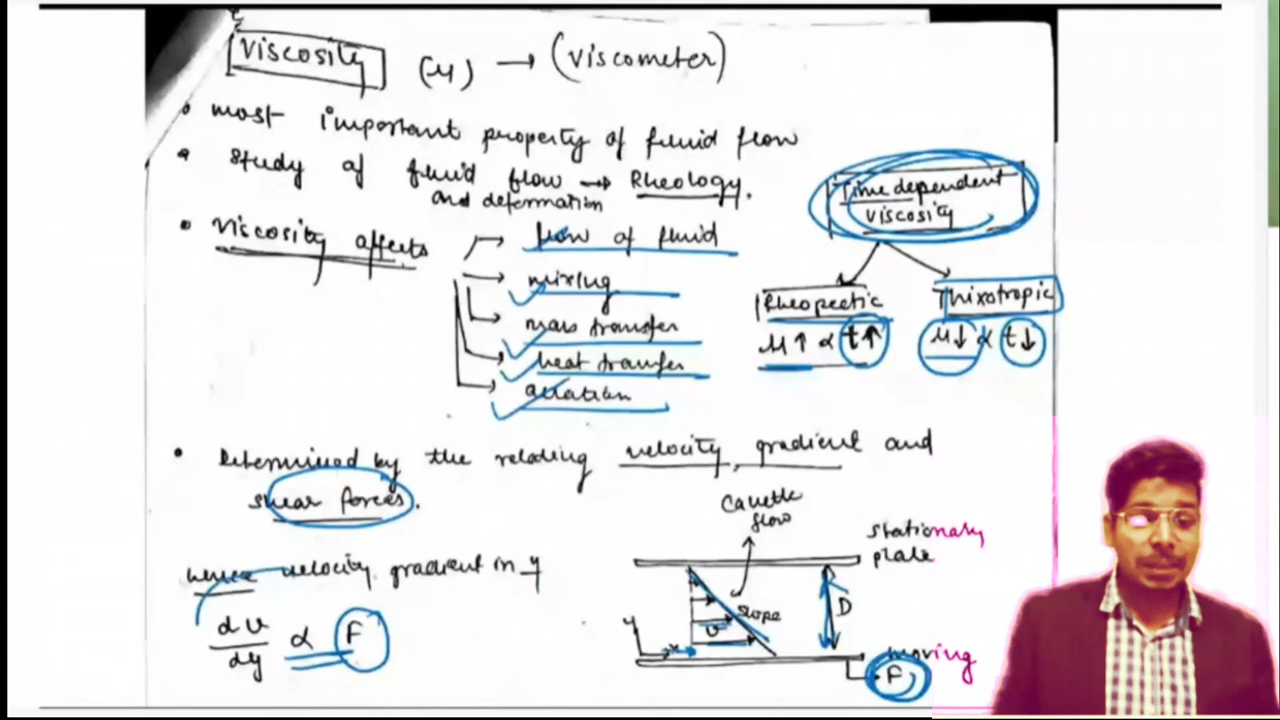 Viscosity (μ) → (viscometer)
• most important property of fluid flow
• study of fluid flow → Rheology.
and deformation
Time dependent
viscosity
• Viscosity affects
→ flow of fluid
→ mixing
→ mass transfer
→ heat transfer
→ aeration
Rheopectic
μ↑ ∝ t↑
Thixotropic
μ↓ ∝ t↓
• Determined by the relating velocity, gradient and
shear forces.
Couette
flow
stationary
plate
hence velocity gradient in y
dv/dy ∝ F
slope
D
y
v
x
moving
F